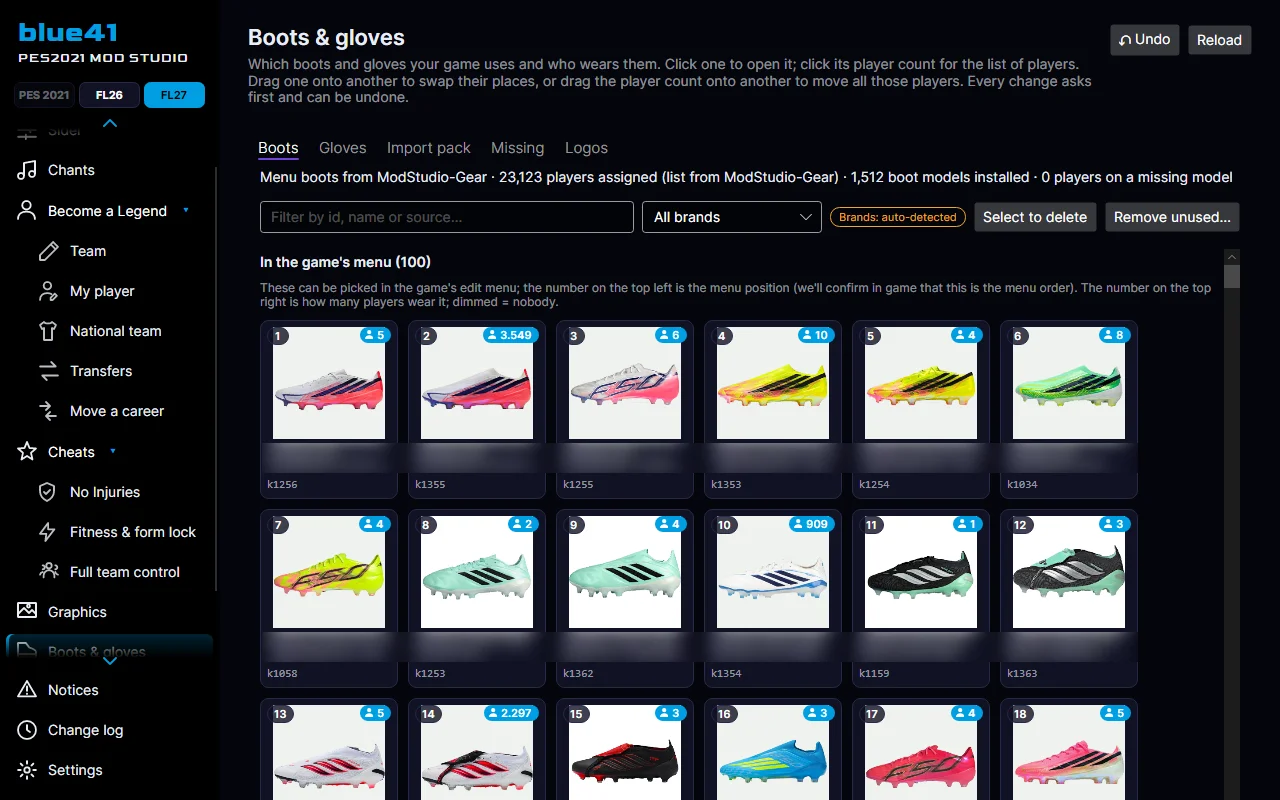 blue41
PES2021 MOD STUDIO
PES 2021
FL26
FL27
Sider
Chants
Become a Legend
Team
My player
National team
Transfers
Move a career
Cheats
No Injuries
Fitness & form lock
Full team control
Graphics
Boots & gloves
Notices
Change log
Settings
Boots & gloves
Which boots and gloves your game uses and who wears them. Click one to open it; click its player count for the list of players.
Drag one onto another to swap their places, or drag the player count onto another to move all those players. Every change asks
first and can be undone.
Undo
Reload
Boots
Gloves
Import pack
Missing
Logos
Menu boots from ModStudio-Gear · 23,123 players assigned (list from ModStudio-Gear) · 1,512 boot models installed · 0 players on a missing model
Filter by id, name or source...
All brands
Brands: auto-detected
Select to delete
Remove unused...
In the game's menu (100)
These can be picked in the game's edit menu; the number on the top left is the menu position (we'll confirm in game that this is the menu order). The number on the top
right is how many players wear it; dimmed = nobody.
1 5
2 3.549
3 6
4 10
5 4
6 8
k1256
k1355
k1255
k1353
k1254
k1034
7 4
8 2
9 4
10 909
11 1
12 3
k1058
k1253
k1362
k1354
k1159
k1363
13 5
14 2.297
15 3
16 3
17 4
18 5